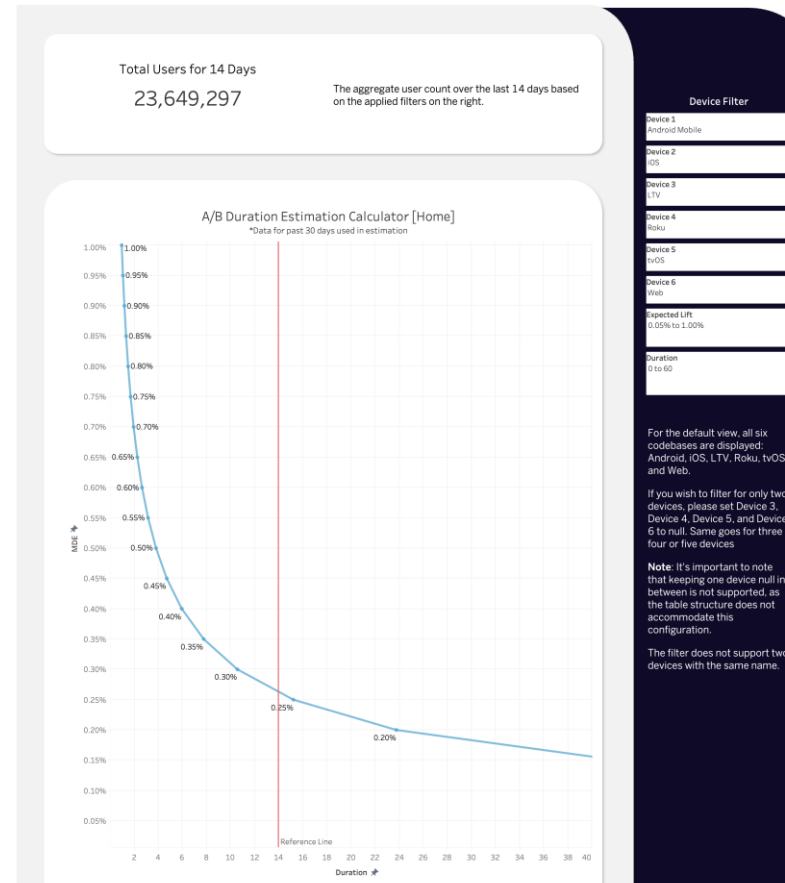 Total Users for 14 Days
23,649,297
The aggregate user count over the last 14 days based
on the applied filters on the right.
A/B Duration Estimation Calculator [Home]
*Data for past 30 days used in estimation
MDE
1.00%
0.95%
0.90%
0.85%
0.80%
0.75%
0.70%
0.65%
0.60%
0.55%
0.50%
0.45%
0.40%
0.35%
0.30%
0.25%
0.20%
0.15%
0.10%
0.05%
1.00%
0.95%
0.90%
0.85%
0.80%
0.75%
0.70%
0.65%
0.60%
0.55%
0.50%
0.45%
0.40%
0.35%
0.30%
0.25%
0.20%
Reference Line
2 4 6 8 10 12 14 16 18 20 22 24 26 28 30 32 34 36 38 40
Duration
Device Filter
Device 1
Android Mobile
Device 2
iOS
Device 3
LTV
Device 4
Roku
Device 5
tvOS
Device 6
Web
Expected Lift
0.05% to 1.00%
Duration
0 to 60
For the default view, all six
codebases are displayed:
Android, iOS, LTV, Roku, tvOS
and Web.
If you wish to filter for only two
devices, please set Device 3,
Device 4, Device 5, and Device
6 to null. Same goes for three
four or five devices
Note: It's important to note
that keeping one device null in
between is not supported, as
the table structure does not
accommodate this
configuration.
The filter does not support two
devices with the same name.